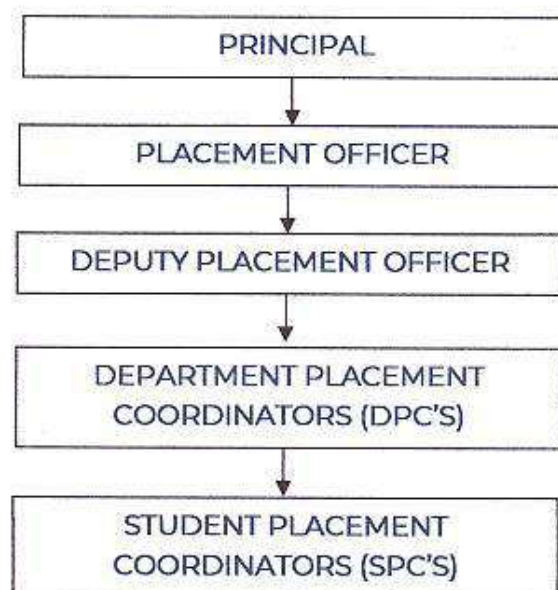 PRINCIPAL
PLACEMENT OFFICER
DEPUTY PLACEMENT OFFICER
DEPARTMENT PLACEMENT
COORDINATORS (DPC'S)
STUDENT PLACEMENT
COORDINATORS (SPC'S)